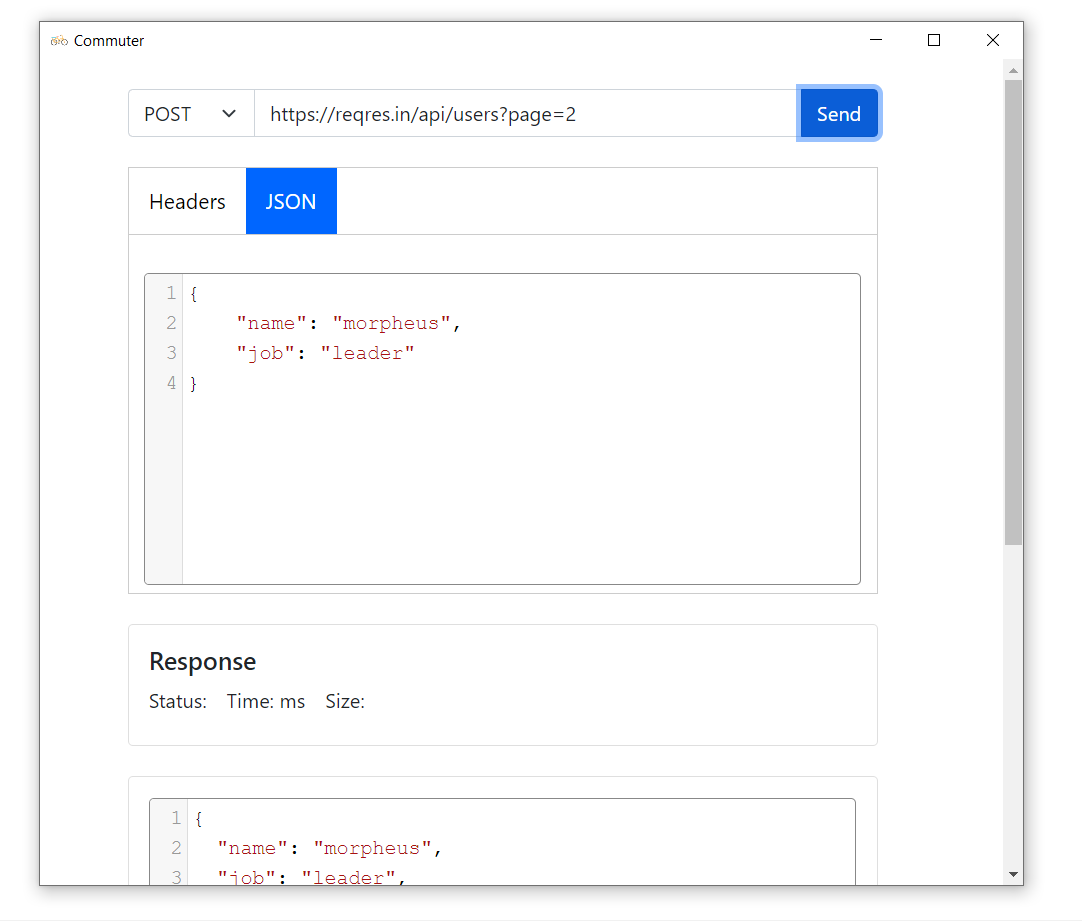 Commuter
POST https://reqres.in/api/users?page=2 Send
Headers JSON
1 {
2     "name": "morpheus",
3     "job": "leader"
4 }
Response
Status: Time: ms Size:
1 {
2   "name": "morpheus",
3   "job": "leader",